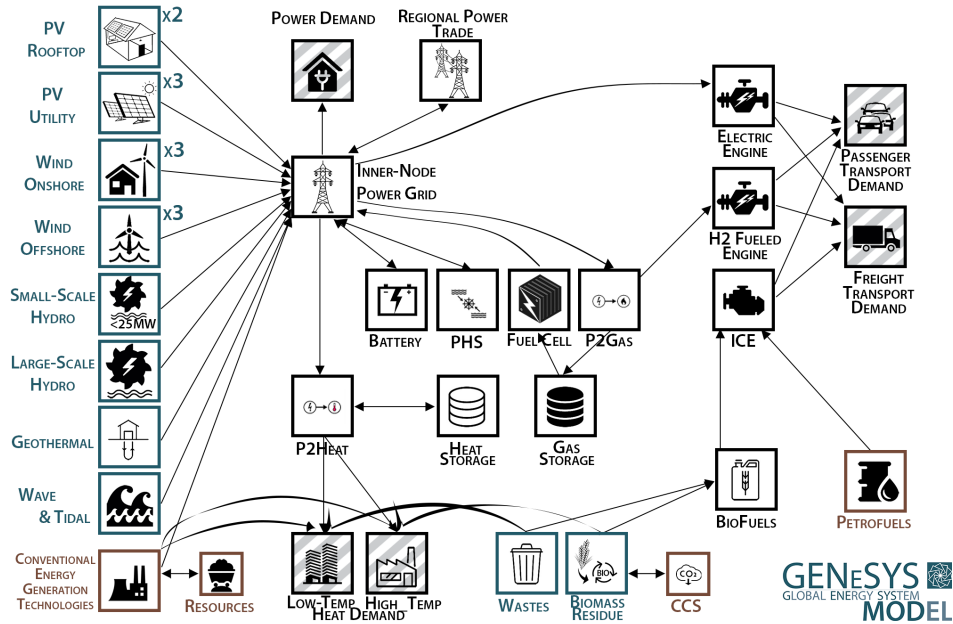 PV
ROOFTOP
x2
POWER DEMAND
REGIONAL POWER
TRADE
PV
UTILITY
x3
ELECTRIC
ENGINE
PASSENGER
TRANSPORT
DEMAND
WIND
ONSHORE
x3
INNER-NODE
POWER GRID
WIND
OFFSHORE
x3
H2 FUELED
ENGINE
FREIGHT
TRANSPORT
DEMAND
SMALL-SCALE
HYDRO
<25MW
BATTERY
PHS
FUEL CELL
P2GAS
ICE
LARGE-SCALE
HYDRO
GEOTHERMAL
P2HEAT
HEAT
STORAGE
GAS
STORAGE
WAVE
& TIDAL
BIOFUELS
PETROFUELS
CONVENTIONAL
ENERGY
GENERATION
TECHNOLOGIES
RESOURCES
LOW-TEMP HIGH_TEMP
HEAT DEMAND
WASTES
BIO
BIOMASS
RESIDUE
CO2
CCS
GENESYS
GLOBAL ENERGY SYSTEM
MODEL